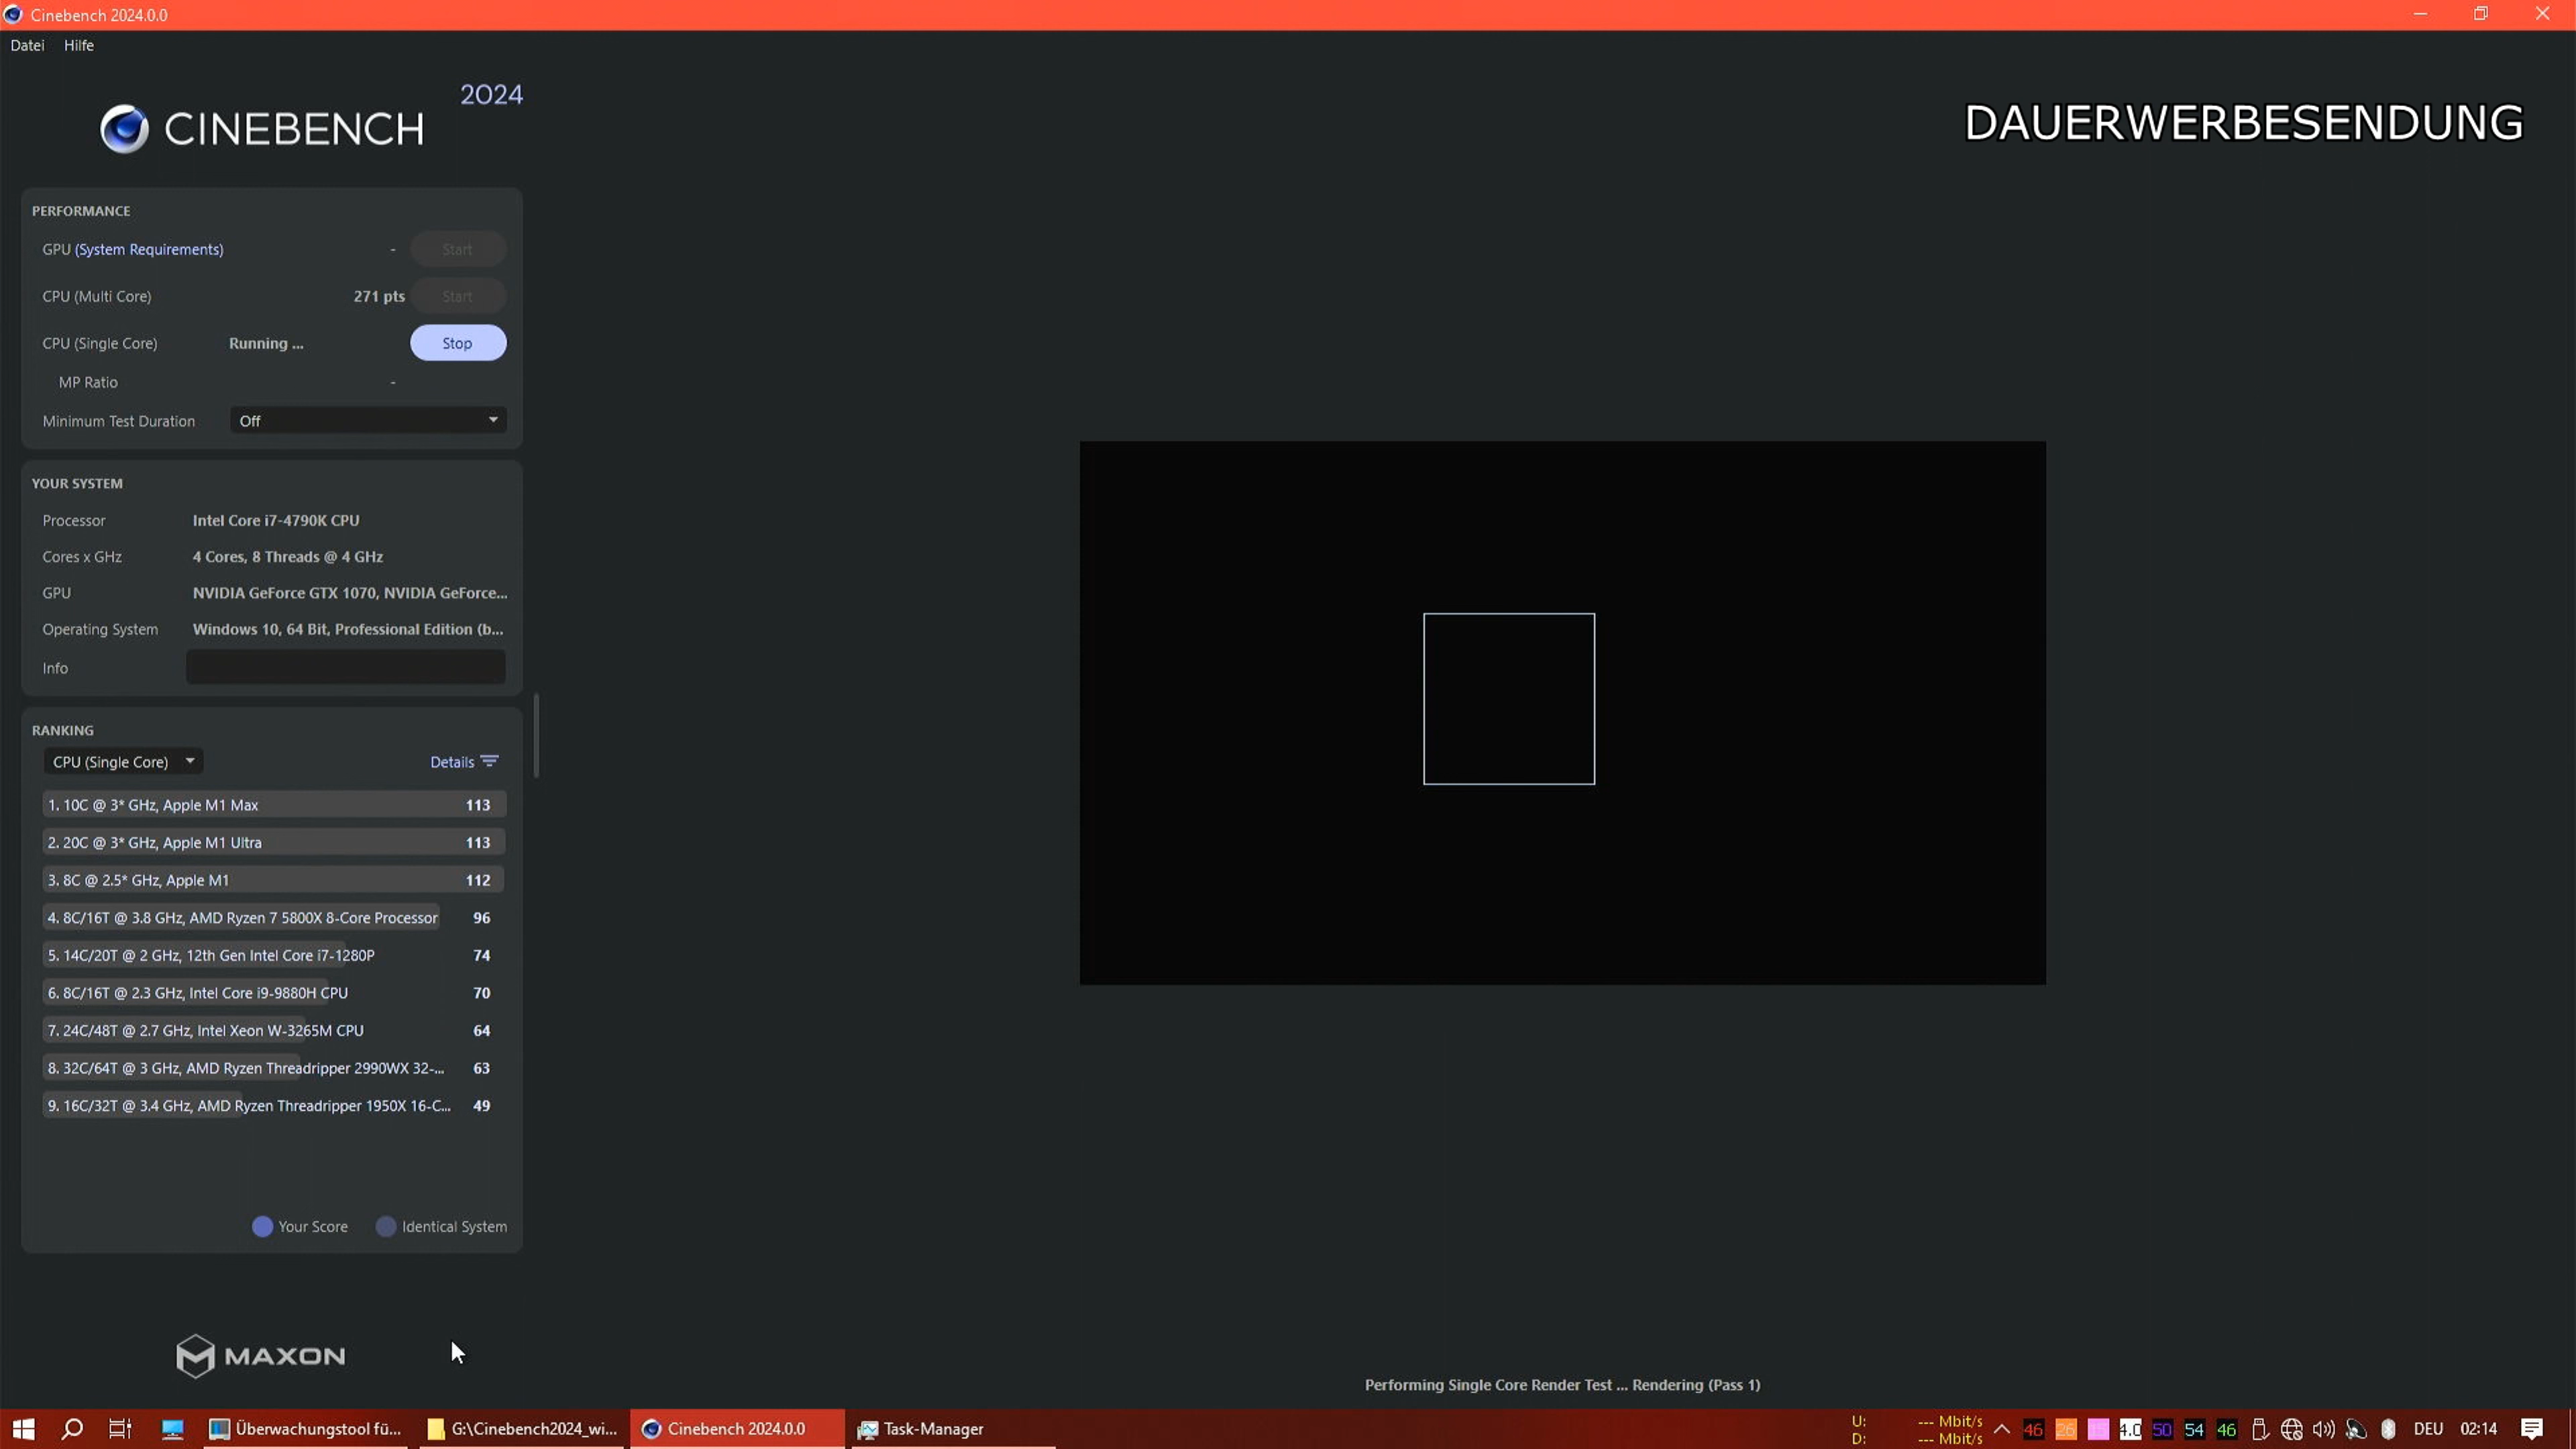 Cinebench 2024.0.0
Datei Hilfe
2024
CINEBENCH
DAUERWERBESENDUNG
PERFORMANCE
GPU (System Requirements) - Start
CPU (Multi Core) 271 pts Start
CPU (Single Core) Running ... Stop
MP Ratio -
Minimum Test Duration Off
YOUR SYSTEM
Processor Intel Core i7-4790K CPU
Cores x GHz 4 Cores, 8 Threads @ 4 GHz
GPU NVIDIA GeForce GTX 1070, NVIDIA GeForce...
Operating System Windows 10, 64 Bit, Professional Edition (b...
Info
RANKING
CPU (Single Core) Details
1. 10C @ 3* GHz, Apple M1 Max 113
2. 20C @ 3* GHz, Apple M1 Ultra 113
3. 8C @ 2.5* GHz, Apple M1 112
4. 8C/16T @ 3.8 GHz, AMD Ryzen 7 5800X 8-Core Processor 96
5. 14C/20T @ 2 GHz, 12th Gen Intel Core i7-1280P 74
6. 8C/16T @ 2.3 GHz, Intel Core i9-9880H CPU 70
7. 24C/48T @ 2.7 GHz, Intel Xeon W-3265M CPU 64
8. 32C/64T @ 3 GHz, AMD Ryzen Threadripper 2990WX 32-... 63
9. 16C/32T @ 3.4 GHz, AMD Ryzen Threadripper 1950X 16-C... 49
Your Score Identical System
MAXON
Performing Single Core Render Test ... Rendering (Pass 1)
Überwachungstool fü... G:\Cinebench2024_wi... Cinebench 2024.0.0 Task-Manager
U: --- Mbit/s
D: --- Mbit/s
46 26 4.0 50 54 46 DEU 02:14